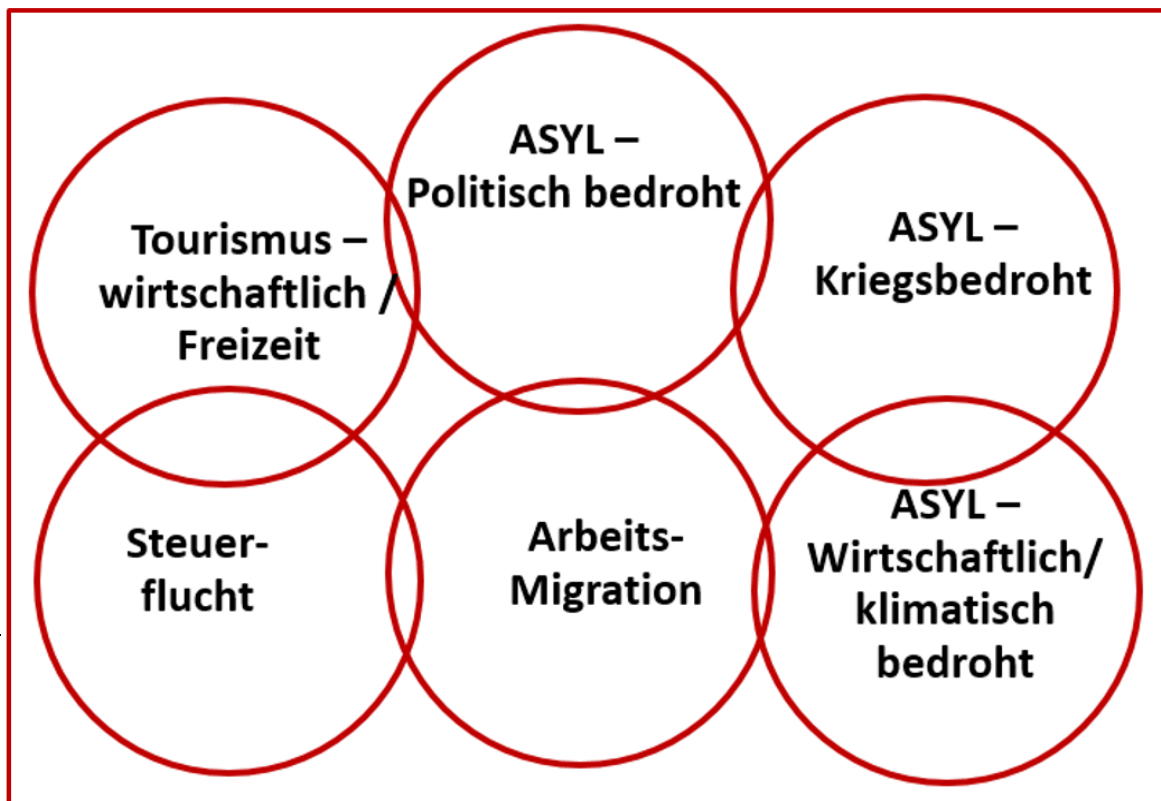 ASYL –
Politisch bedroht
Tourismus –
wirtschaftlich /
Freizeit
ASYL –
Kriegsbedroht
Steuer-
flucht
Arbeits-
Migration
ASYL –
Wirtschaftlich/
klimatisch
bedroht